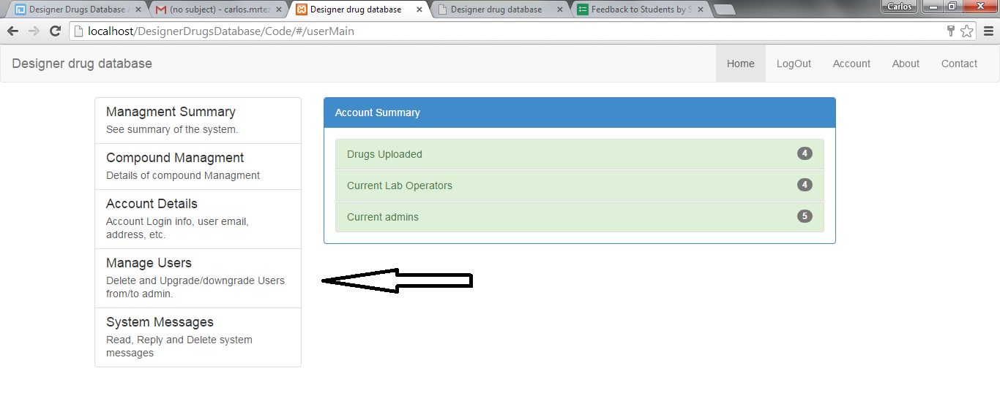 Designer Drugs Database A
(no subject) - carlos.mrtez
Designer drug database
Designer drug database
Feedback to Students by S
Carlos
localhost/DesignerDrugsDatabase/Code/#/userMain
Designer drug database
Home
LogOut
Account
About
Contact
Managment Summary
See summary of the system.
Compound Managment
Details of compound Managment
Account Details
Account Login info, user email,
address, etc.
Manage Users
Delete and Upgrade/downgrade Users
from/to admin.
System Messages
Read, Reply and Delete system
messages
Account Summary
Drugs Uploaded 4
Current Lab Operators 4
Current admins 5